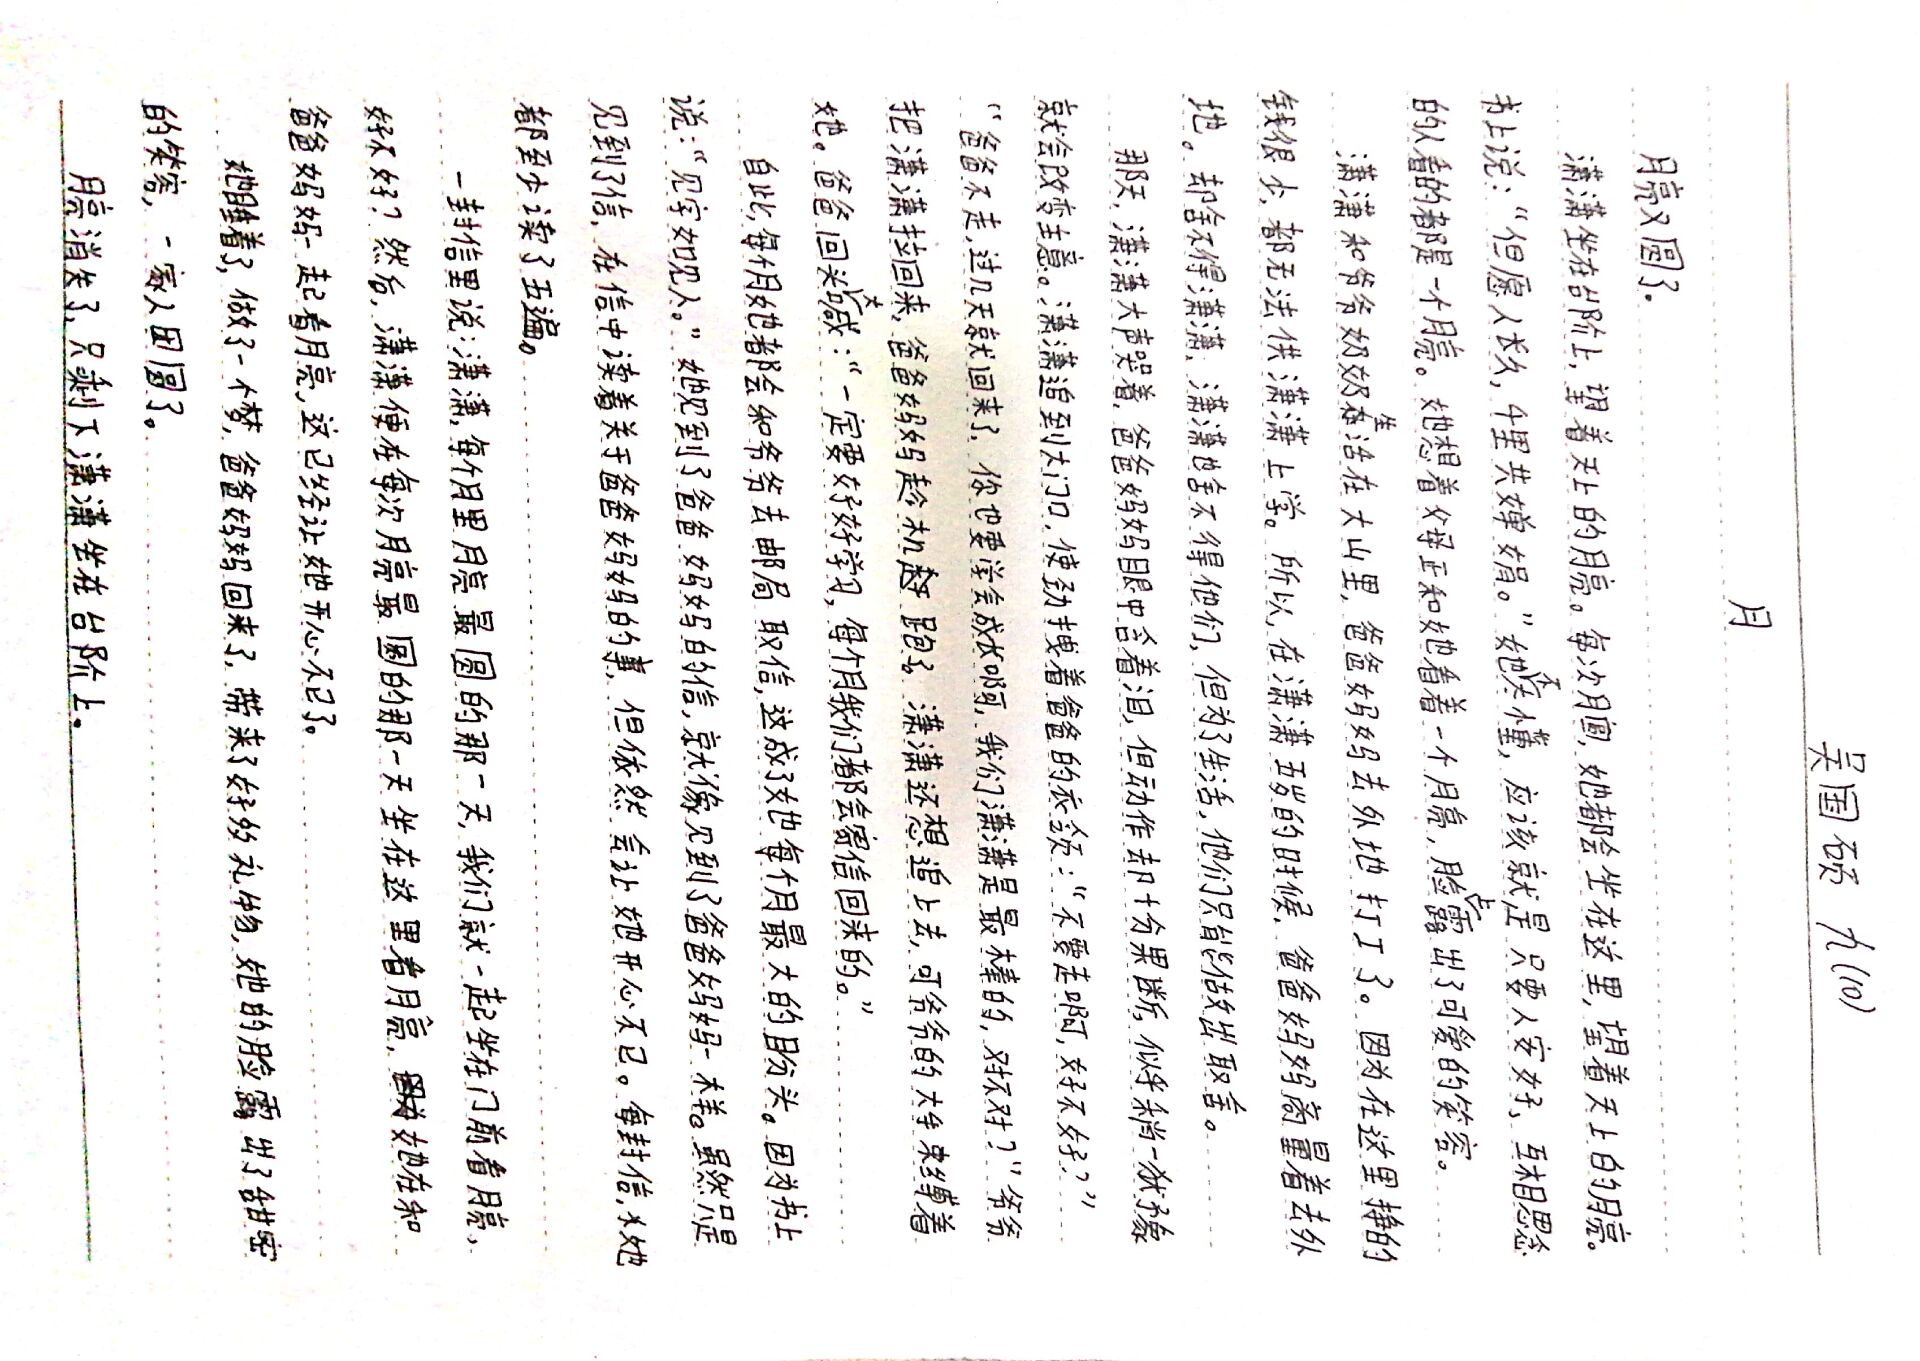 吴国硕 九(10)
月
月亮又圆了。
潇潇坐在台阶上，望着天上的月亮。每次月圆，她都会坐在这里，望着天上的月亮。
书上说：“但愿人长久，千里共婵娟。”她不懂，应该就是只要人安好、互相思念
的人看的都是一个月亮。她想着父母正和她看着一个月亮，脸上露出了可爱的笑容。
潇潇和爷爷奶奶生活在大山里，爸爸妈妈去外地打工了。因为在这里挣的
钱很少，都无法供潇潇上学。所以，在潇潇五岁的时候，爸爸妈妈商量着去外
地。却舍不得潇潇，潇潇也舍不得他们，但为了生活，他们只能做出取舍。
那天，潇潇大声哭着，爸爸妈妈眼中含着泪，但动作却十分果断，似乎稍一犹豫
就会改变主意。潇潇追到大门口，使劲拽着爸爸的衣领：“不要走啊，好不好？”
“爸爸不走，过几天就回来了，你也要学会成长啊，我们潇潇是最棒的，对不对？”爷爷
把潇潇拉回来，爸爸妈妈趁机跑了，潇潇还想追上去，可爷爷的大手束缚着
她。爸爸回头喊：“一定要好好学习，每个月我们都会寄信回来的。”
自此，每个月她都会和爷爷去邮局取信，这成了她每个月最大的盼头。因为书上
说：“见字如见人。”她见到了爸爸妈妈的信，就像见到了爸爸妈妈一样。虽然只是
见到了信，在信中读着关于爸爸妈妈的事，但依然会让她开心不已。每封信，她
都至少读了五遍。
一封信里说：潇潇，每个月里月亮最圆的那一天，我们就一起坐在门前看月亮，
好不好？然后，潇潇便在每次月亮最圆的那一天坐在这里看月亮，她在和
爸爸妈妈一起看月亮，这已经让她开心不已了。
她睡着了，做了一个梦，爸爸妈妈回来了，带来了好多礼物，她的脸露出了甜蜜
的笑容，一家人团圆了。
月亮消失了，只剩下潇潇坐在台阶上。